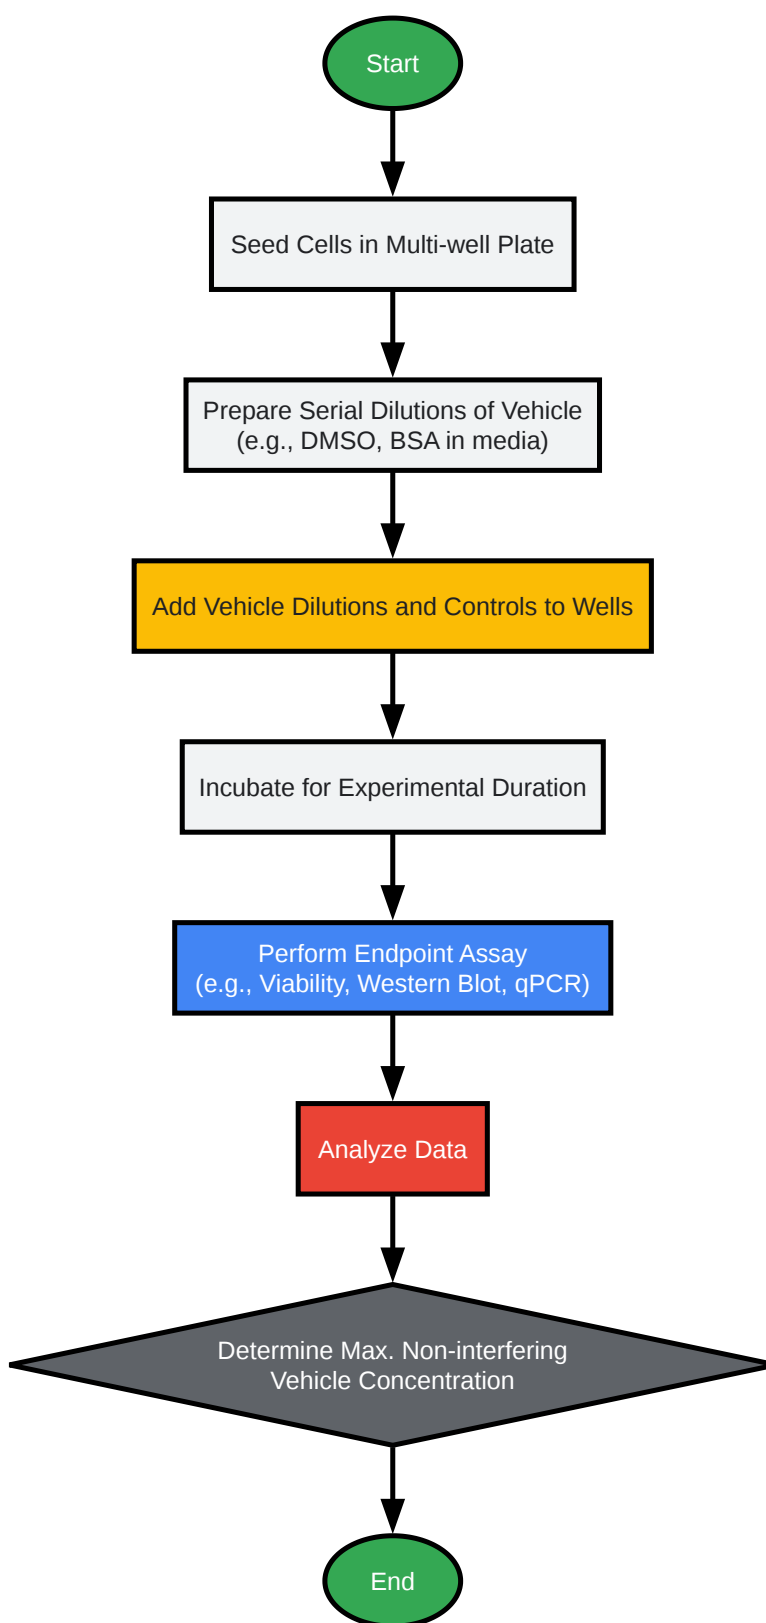 Start
Seed Cells in Multi-well Plate
Prepare Serial Dilutions of Vehicle
(e.g., DMSO, BSA in media)
Add Vehicle Dilutions and Controls to Wells
Incubate for Experimental Duration
Perform Endpoint Assay
(e.g., Viability, Western Blot, qPCR)
Analyze Data
Determine Max. Non-interfering
Vehicle Concentration
End